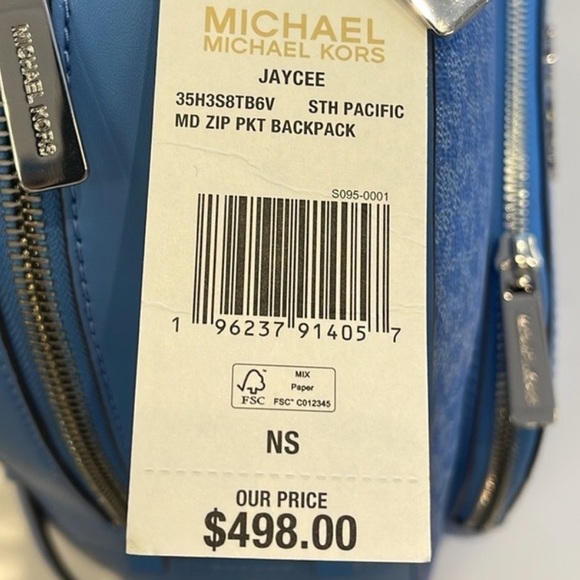 MICHAEL
MICHAEL KORS
JAYCEE
35H3S8TB6V STH PACIFIC
MD ZIP PKT BACKPACK
S095-0001
1 96237 91405 7
FSC
MIX
Paper
FSC® C012345
NS
OUR PRICE
$498.00
MICHAEL KORS